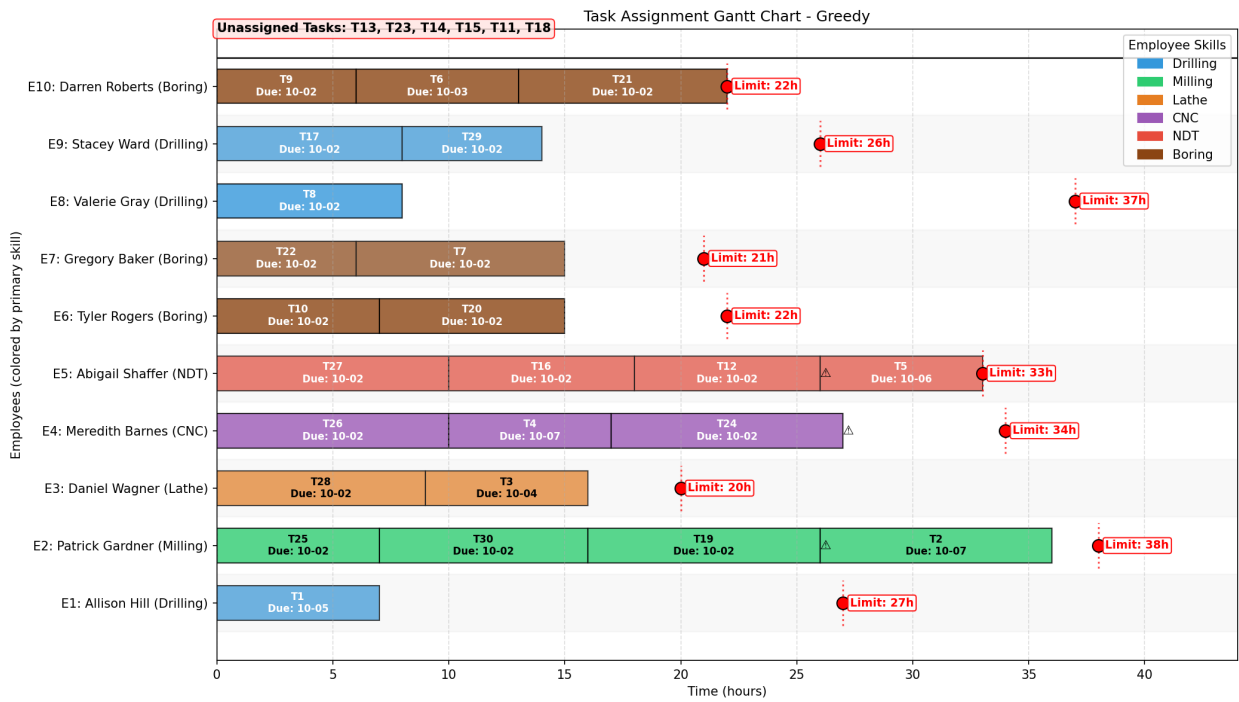 Task Assignment Gantt Chart - Greedy
Unassigned Tasks: T13, T23, T14, T15, T11, T18
Employee Skills
Drilling
Milling
Lathe
CNC
NDT
Boring
Employees (colored by primary skill)
E10: Darren Roberts (Boring)
T9
Due: 10-02
T6
Due: 10-03
T21
Due: 10-02
Limit: 22h
E9: Stacey Ward (Drilling)
T17
Due: 10-02
T29
Due: 10-02
Limit: 26h
E8: Valerie Gray (Drilling)
T8
Due: 10-02
Limit: 37h
E7: Gregory Baker (Boring)
T22
Due: 10-02
T7
Due: 10-02
Limit: 21h
E6: Tyler Rogers (Boring)
T10
Due: 10-02
T20
Due: 10-02
Limit: 22h
E5: Abigail Shaffer (NDT)
T27
Due: 10-02
T16
Due: 10-02
T12
Due: 10-02
⚠
T5
Due: 10-06
Limit: 33h
E4: Meredith Barnes (CNC)
T26
Due: 10-02
T4
Due: 10-07
T24
Due: 10-02
⚠
Limit: 34h
E3: Daniel Wagner (Lathe)
T28
Due: 10-02
T3
Due: 10-04
Limit: 20h
E2: Patrick Gardner (Milling)
T25
Due: 10-02
T30
Due: 10-02
T19
Due: 10-02
⚠
T2
Due: 10-07
Limit: 38h
E1: Allison Hill (Drilling)
T1
Due: 10-05
Limit: 27h
0 5 10 15 20 25 30 35 40
Time (hours)